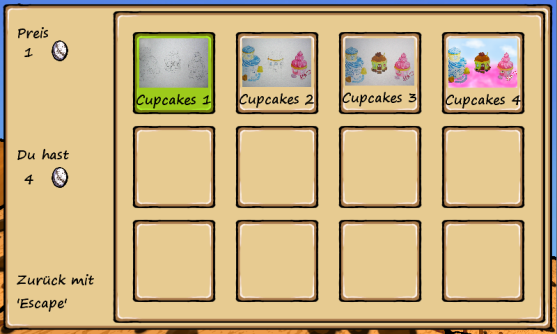 Preis
1
Cupcakes 1
Cupcakes 2
Cupcakes 3
Cupcakes 4
Du hast
4
Zurück mit
'Escape'